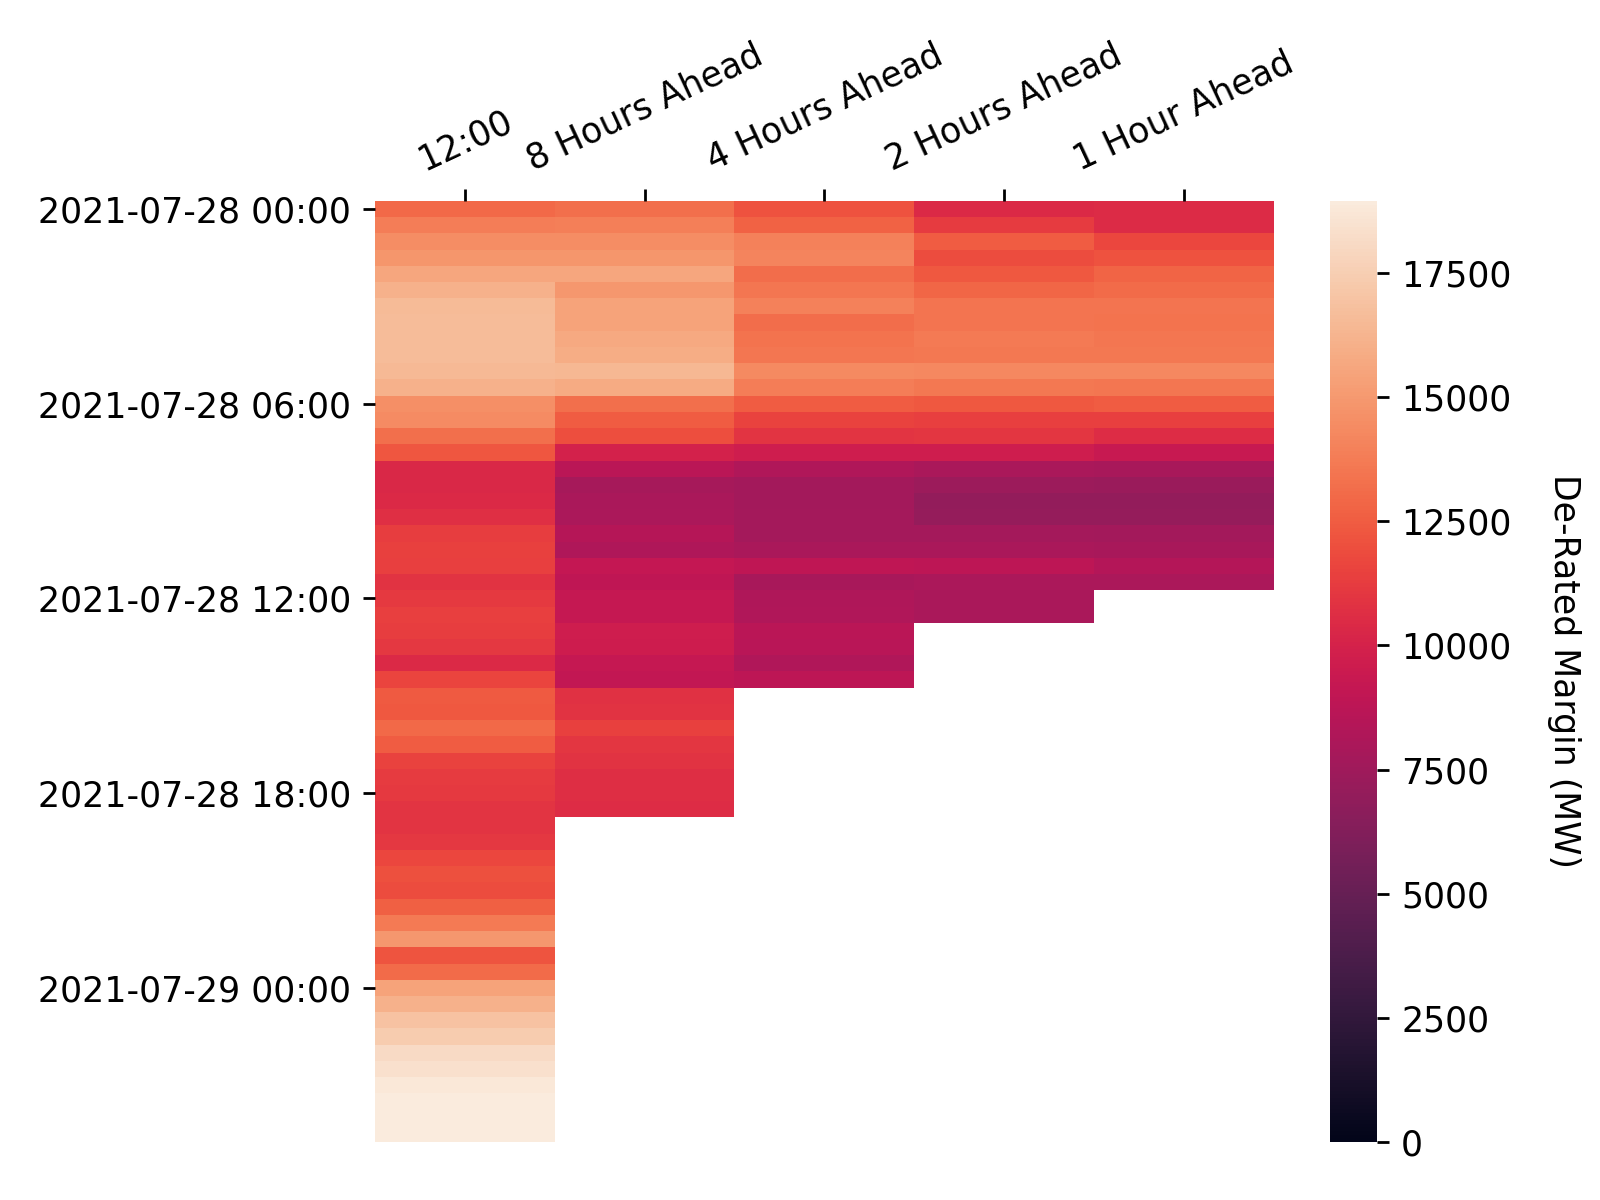 12:00
8 Hours Ahead
4 Hours Ahead
2 Hours Ahead
1 Hour Ahead
2021-07-28 00:00
2021-07-28 06:00
2021-07-28 12:00
2021-07-28 18:00
2021-07-29 00:00
17500
15000
12500
10000
7500
5000
2500
0
De-Rated Margin (MW)